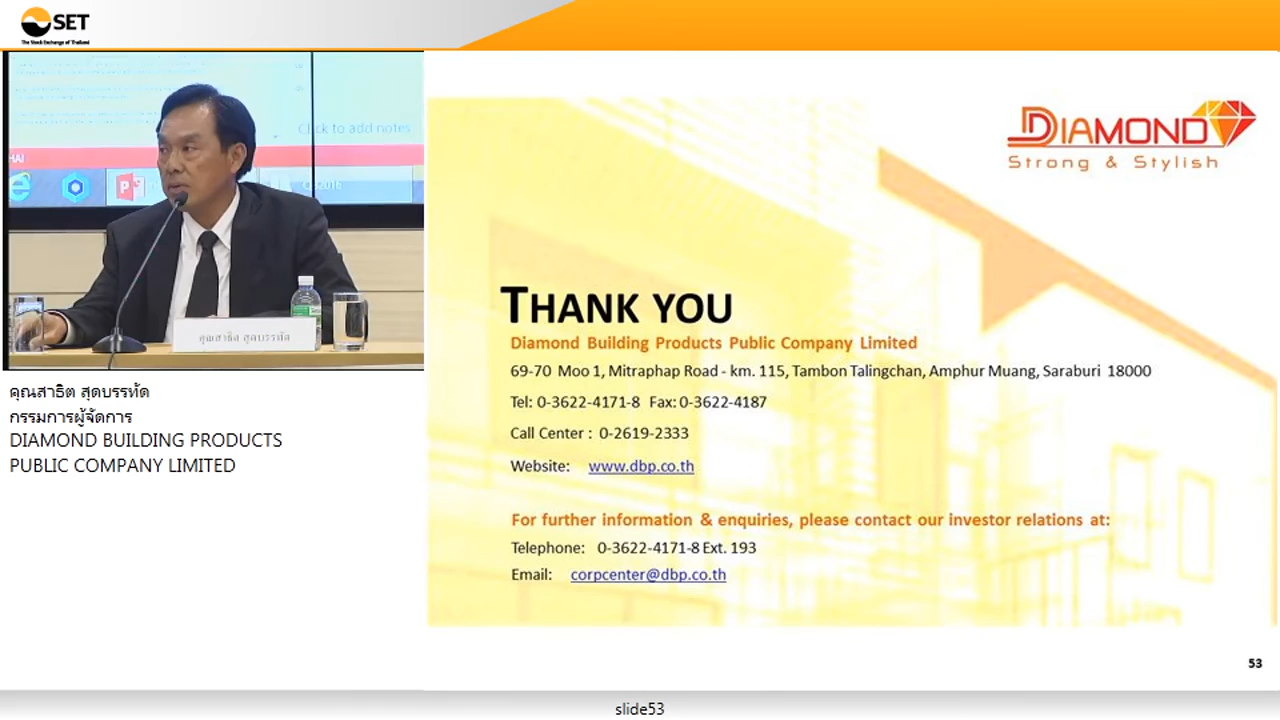 SET
The Stock Exchange of Thailand
Click to add notes
HAI
คุณสาธิต สุดบรรทัด
คุณสาธิต สุดบรรทัด
กรรมการผู้จัดการ
DIAMOND BUILDING PRODUCTS
PUBLIC COMPANY LIMITED
DIAMOND
Strong & Stylish
THANK YOU
Diamond Building Products Public Company Limited
69-70 Moo 1, Mitraphap Road - km. 115, Tambon Talingchan, Amphur Muang, Saraburi 18000
Tel: 0-3622-4171-8 Fax: 0-3622-4187
Call Center : 0-2619-2333
Website: www.dbp.co.th
For further information & enquiries, please contact our investor relations at:
Telephone: 0-3622-4171-8 Ext. 193
Email: corpcenter@dbp.co.th
53
slide53